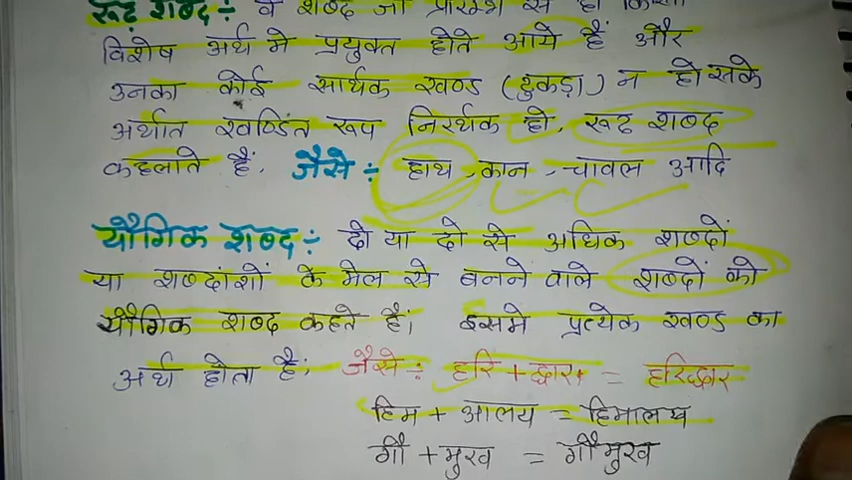 रूढ़ शब्द ÷ वे शब्द जो प्रारम्भ से ही किसी
विशेष अर्थ मे प्रयुक्त होते आये हैं और
उनका कोई सार्थक खण्ड (टुकड़ा) न हो सके
अर्थात खण्डित रूप निरर्थक हो, रूढ शब्द
कहलाते हैं, जैसे ÷ हाथ, कान, चावल आदि
यौगिक शब्द ÷ दो या दो से अधिक शब्दों
या शब्दांशों के मेल से बनने वाले शब्दों को
यौगिक शब्द कहते हैं। इसमे प्रत्येक खण्ड का
अर्थ होता है। जैसे ÷ हरि + द्वार = हरिद्वार
हिम + आलय = हिमालय
गौ + मुख = गौमुख